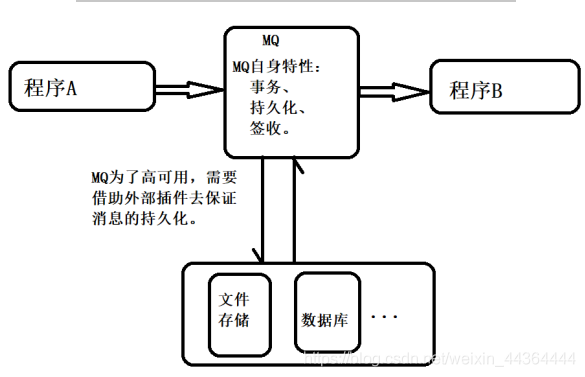 MQ
MQ自身特性：
事务、
持久化、
签收。
程序A
程序B
MQ为了高可用，需要
借助外部插件去保证
消息的持久化。
文件
存储
数据库
...
https://blog.csdn.net/weixin_44364444